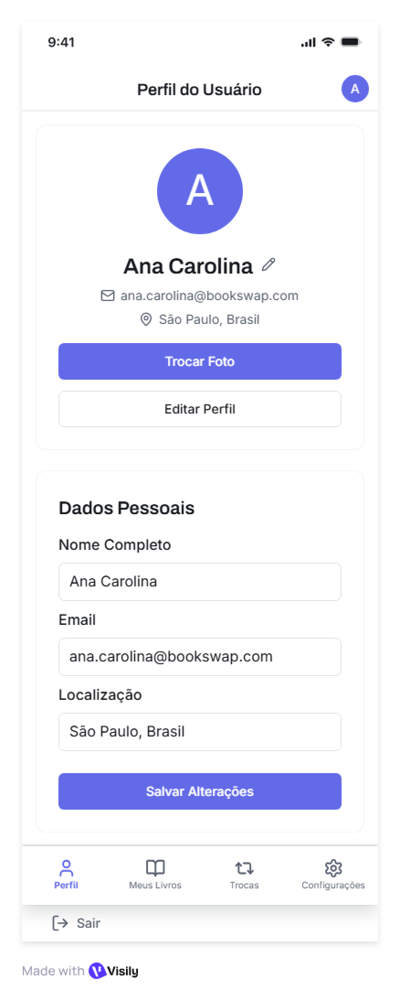 9:41
Perfil do Usuário
A
A
Ana Carolina
ana.carolina@bookswap.com
São Paulo, Brasil
Trocar Foto
Editar Perfil
Dados Pessoais
Nome Completo
Ana Carolina
Email
ana.carolina@bookswap.com
Localização
São Paulo, Brasil
Salvar Alterações
Perfil
Meus Livros
Trocas
Configurações
Sair
Made with Visily